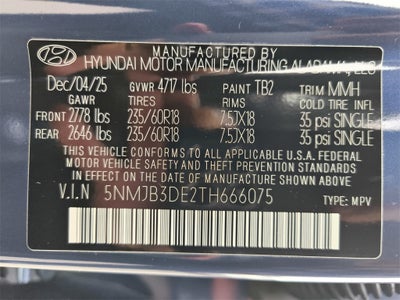 MANUFACTURED BY
HYUNDAI MOTOR MANUFACTURING ALABAMA, LLC
Dec/04/25 GVWR 4717 lbs PAINT TB2 TRIM MMH
GAWR TIRES RIMS COLD TIRE INFL
FRONT 2778 lbs 235/60R18 7.5JX18 35 psi SINGLE
REAR 2646 lbs 235/60R18 7.5JX18 35 psi SINGLE
THIS VEHICLE CONFORMS TO ALL APPLICABLE
U.S. FEDERAL MOTOR VEHICLE SAFETY STANDARDS
IN EFFECT ON THE DATE OF MANUFACTURE SHOWN ABOVE.
V.I.N 5NMJB3DE2TH666075 TYPE: MPV